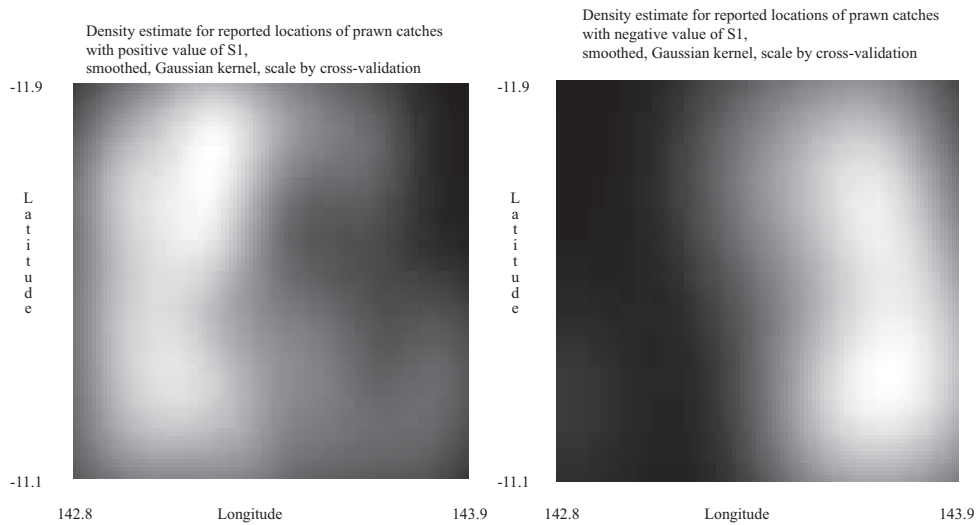 Density estimate for reported locations of prawn catches
with positive value of S1,
smoothed, Gaussian kernel, scale by cross-validation
-11.9
Latitude
-11.1
142.8 Longitude 143.9
Density estimate for reported locations of prawn catches
with negative value of S1,
smoothed, Gaussian kernel, scale by cross-validation
-11.9
Latitude
-11.1
142.8 Longitude 143.9